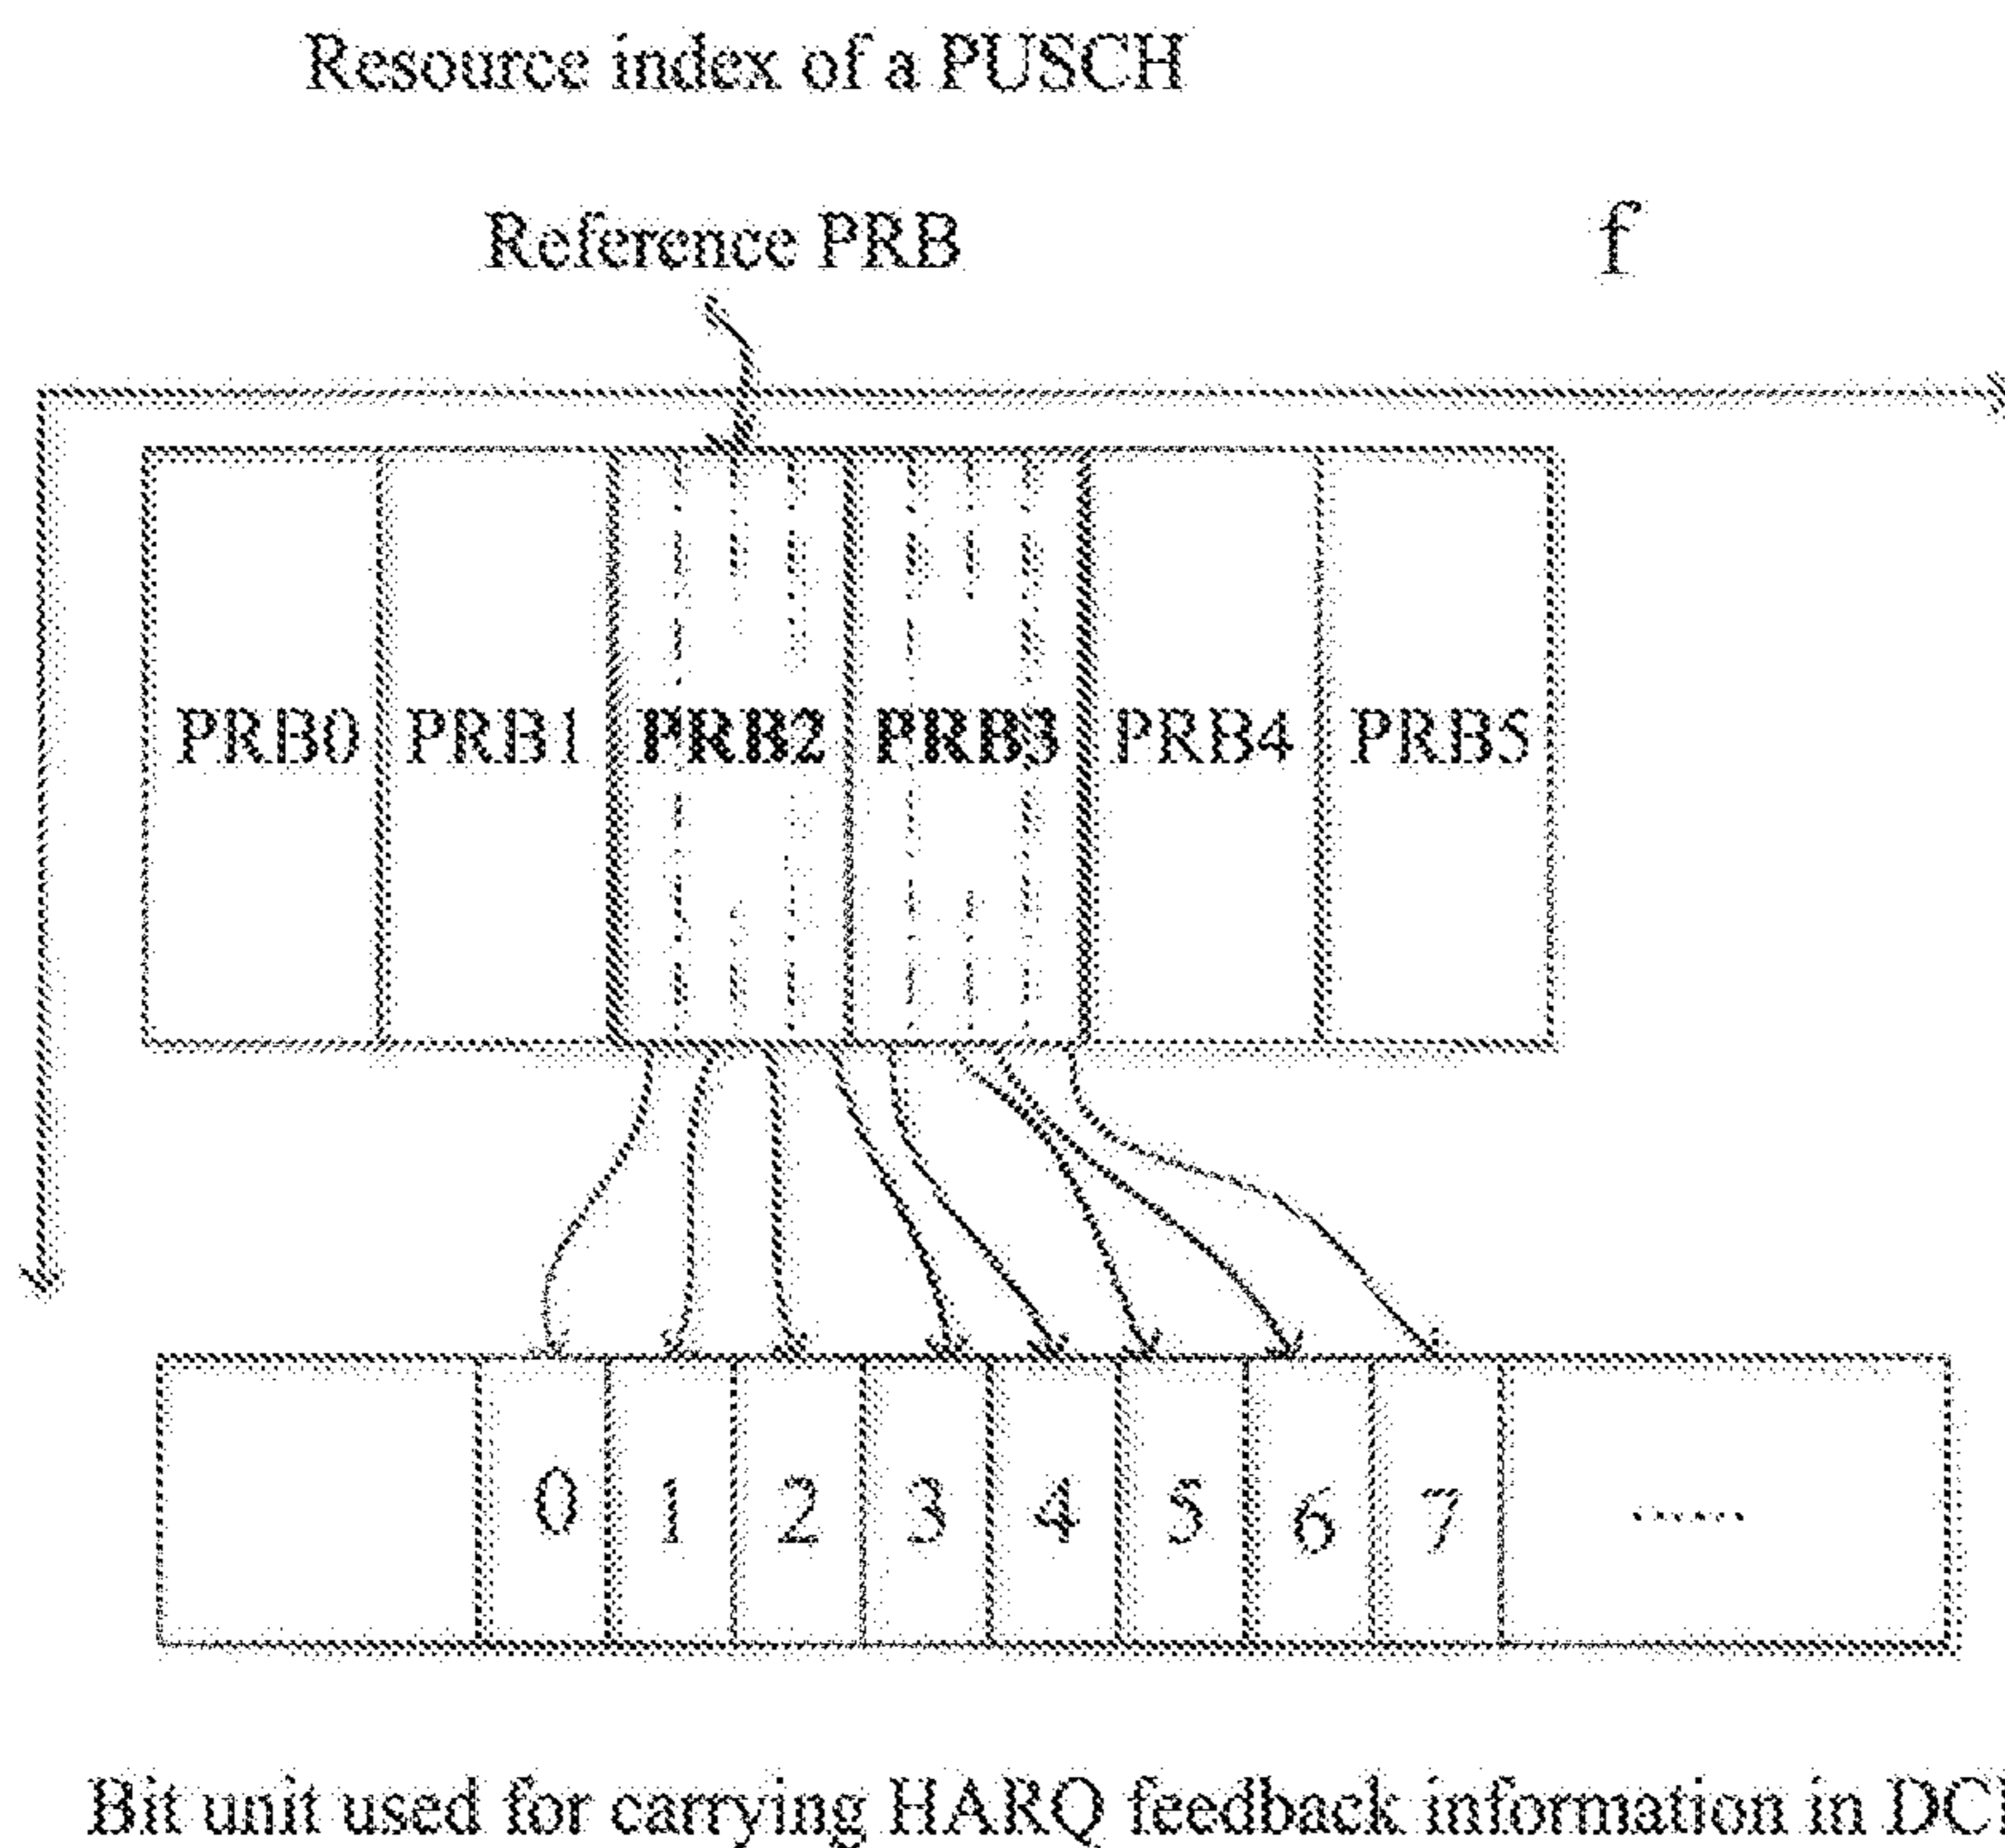 Resource index of a PUSCH
Reference PRB
f
PRB0 PRB1 PRB2 PRB3 PRB4 PRB5
0 1 2 3 4 5 6 7 ......
Bit unit used for carrying HARQ feedback information in DCI